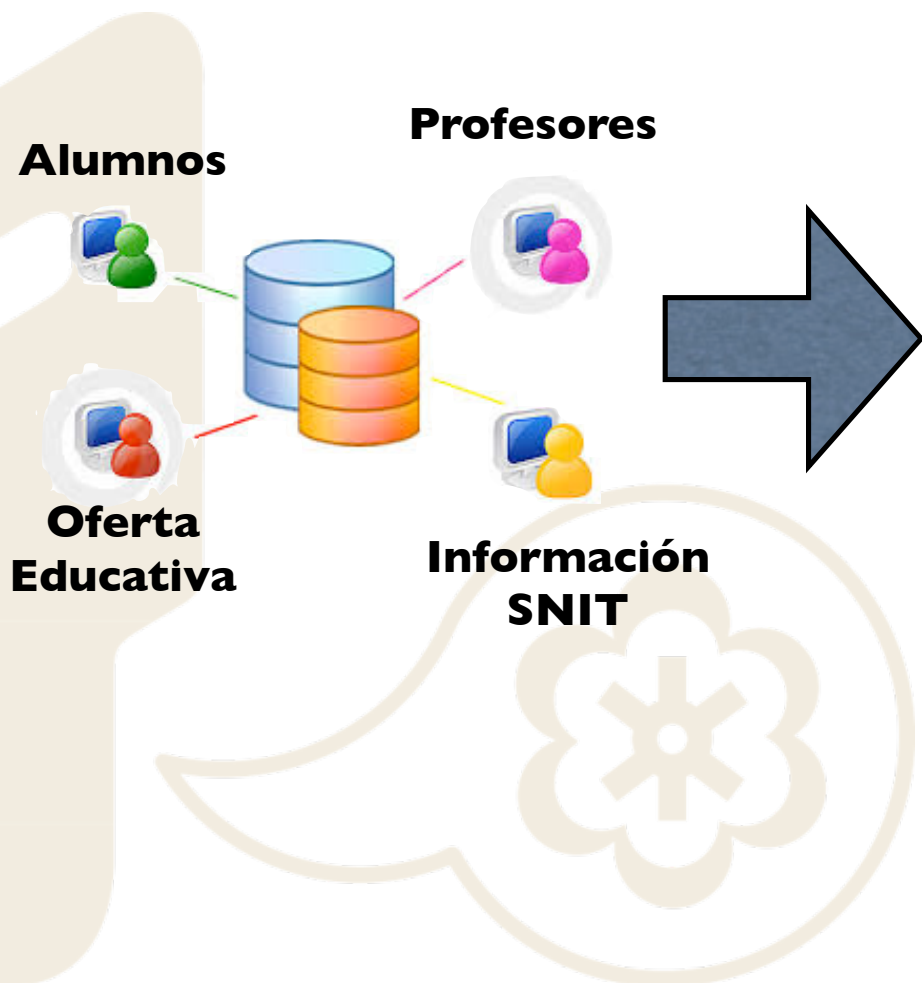 Alumnos
Profesores
Oferta
Educativa
Información
SNIT